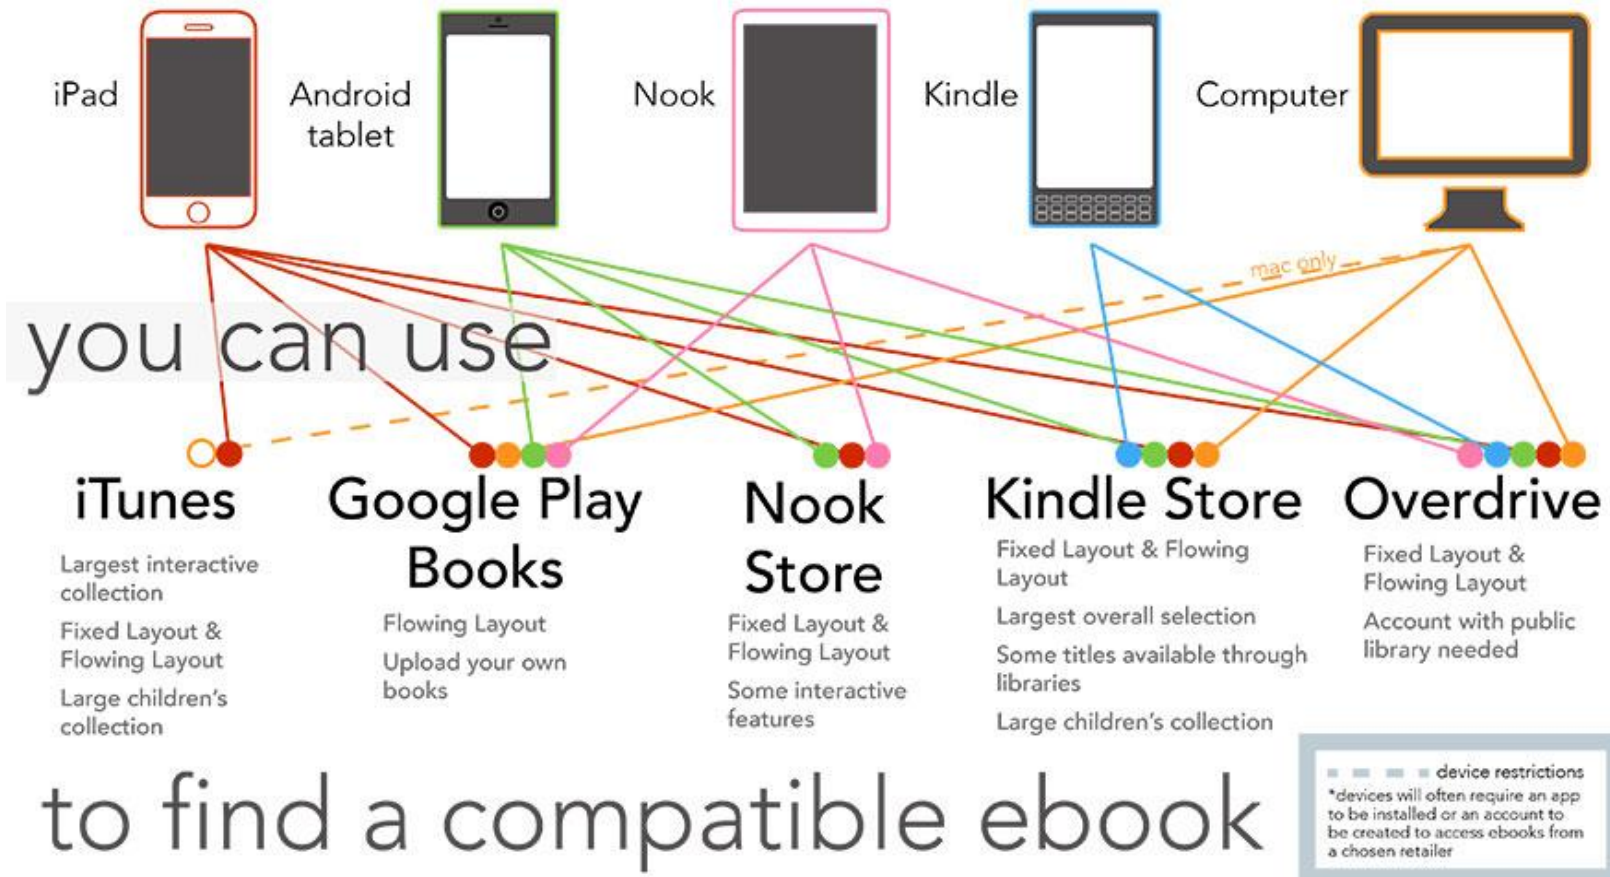 iPad
Android
tablet
Nook
Kindle
Computer
mac only
you can use
iTunes
Largest interactive
collection
Fixed Layout &
Flowing Layout
Large children's
collection
Google Play
Books
Flowing Layout
Upload your own
books
Nook
Store
Fixed Layout &
Flowing Layout
Some interactive
features
Kindle Store
Fixed Layout & Flowing
Layout
Largest overall selection
Some titles available through
libraries
Large children's collection
Overdrive
Fixed Layout &
Flowing Layout
Account with public
library needed
to find a compatible ebook
device restrictions
*devices will often require an app
to be installed or an account to
be created to access ebooks from
a chosen retailer